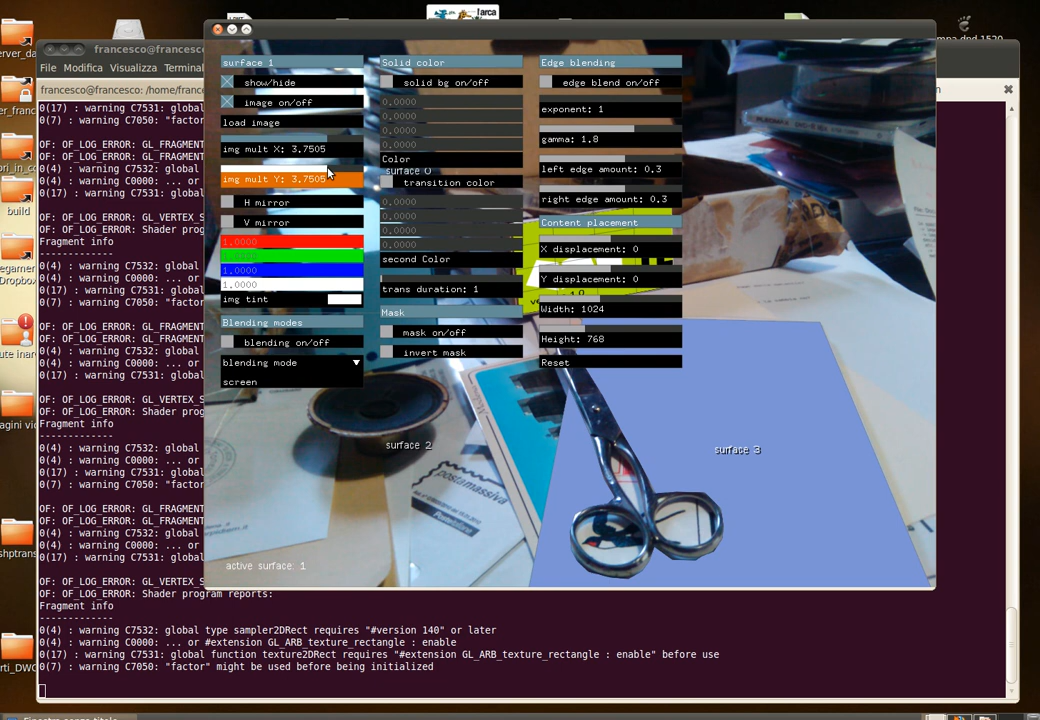 erver_da
francesco@francesc
File Modifica Visualizza Terminal
francesco@francesco: /home/france
er_franc
build
Dropbox
0(17) : warning C7531: global
0(7) : warning C7050: "factor
OF: OF_LOG_ERROR: GL_FRAGMENT
0(4) : warning C7532: global
0(4) : warning C0000: ... or
0(17) : warning C7531: global
OF: OF_LOG_ERROR: GL_VERTEX_S
OF: OF_LOG_ERROR: Shader prog
Fragment info
-------------
0(4) : warning C7532: global
0(4) : warning C0000: ... or
0(17) : warning C7531: global
0(7) : warning C7050: "factor
OF: OF_LOG_ERROR: GL_FRAGMENT
OF: OF_LOG_ERROR: GL_FRAGMENT
0(4) : warning C7532: global
0(4) : warning C0000: ... or
0(17) : warning C7531: global
OF: OF_LOG_ERROR: GL_VERTEX_S
OF: OF_LOG_ERROR: Shader prog
Fragment info
-------------
0(4) : warning C7532: global
0(4) : warning C0000: ... or
0(17) : warning C7531: global
0(7) : warning C7050: "factor
OF: OF_LOG_ERROR: GL_FRAGMENT
OF: OF_LOG_ERROR: GL_FRAGMENT
0(4) : warning C7532: global
0(4) : warning C0000: ... or
0(17) : warning C7531: global
OF: OF_LOG_ERROR: GL_VERTEX_S
OF: OF_LOG_ERROR: Shader program reports:
Fragment info
-------------
0(4) : warning C7532: global type sampler2DRect requires "#version 140" or later
0(4) : warning C0000: ... or #extension GL_ARB_texture_rectangle : enable
0(17) : warning C7531: global function texture2DRect requires "#extension GL_ARB_texture_rectangle : enable" before use
0(7) : warning C7050: "factor" might be used before being initialized
surface 1
show/hide
image on/off
load image
img mult X: 3.7505
img mult Y: 3.7505
H mirror
V mirror
1.0000
1.0000
1.0000
img tint
Blending modes
blending on/off
blending mode
screen
Solid color
solid bg on/off
0.0000
0.0000
0.0000
0.0000
Color
surface 0
transition color
0.0000
0.0000
0.0000
0.0000
second Color
trans duration: 1
Mask
mask on/off
invert mask
Edge blending
edge blend on/off
exponent: 1
gamma: 1.8
left edge amount: 0.3
right edge amount: 0.3
Content placement
X displacement: 0
Y displacement: 0
Width: 1024
Height: 768
Reset
surface 2
surface 3
postamassiva
active surface: 1